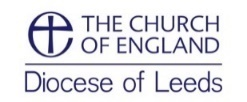 THE CHURCH
OF ENGLAND
Diocese of Leeds